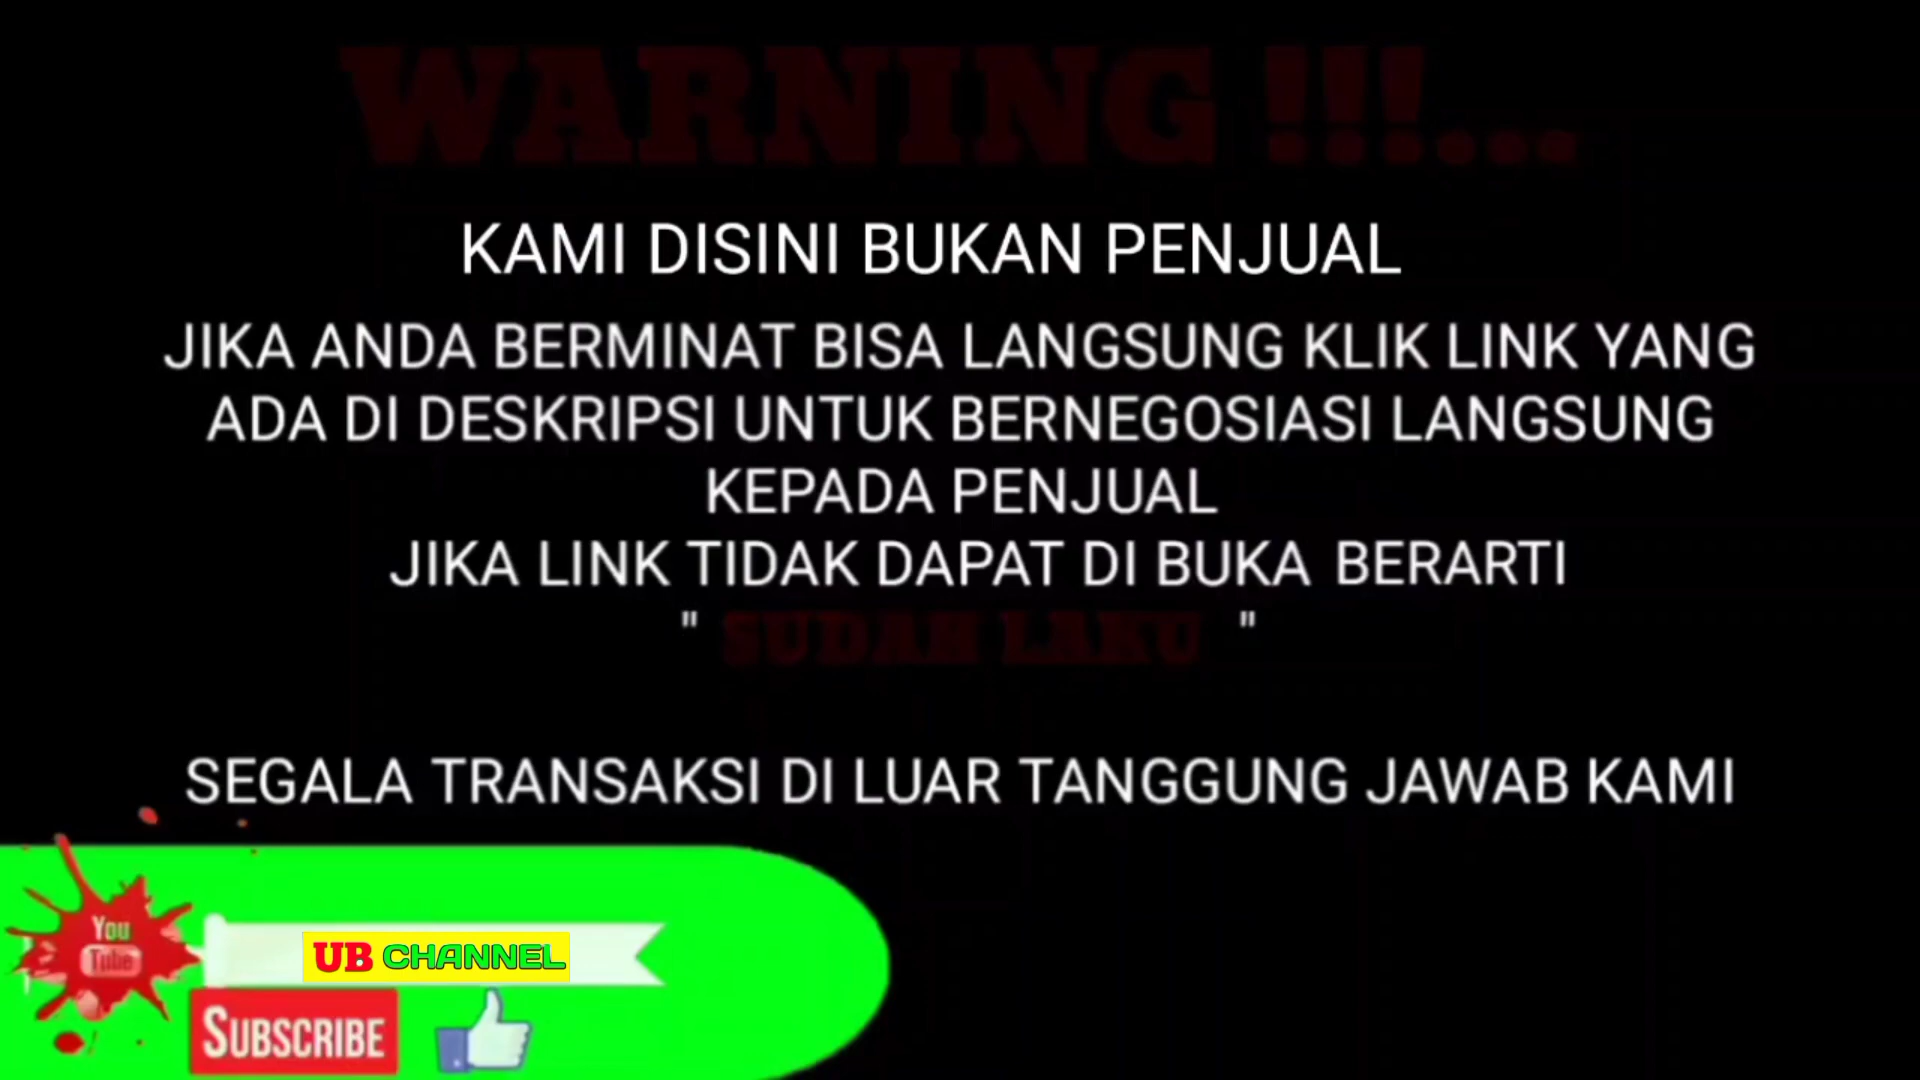 WARNING !!!...
KAMI DISINI BUKAN PENJUAL
JIKA ANDA BERMINAT BISA LANGSUNG KLIK LINK YANG
ADA DI DESKRIPSI UNTUK BERNEGOSIASI LANGSUNG
KEPADA PENJUAL
JIKA LINK TIDAK DAPAT DI BUKA BERARTI
" SUDAH LAKU "
SEGALA TRANSAKSI DI LUAR TANGGUNG JAWAB KAMI
You
Tube
UB CHANNEL
SUBSCRIBE